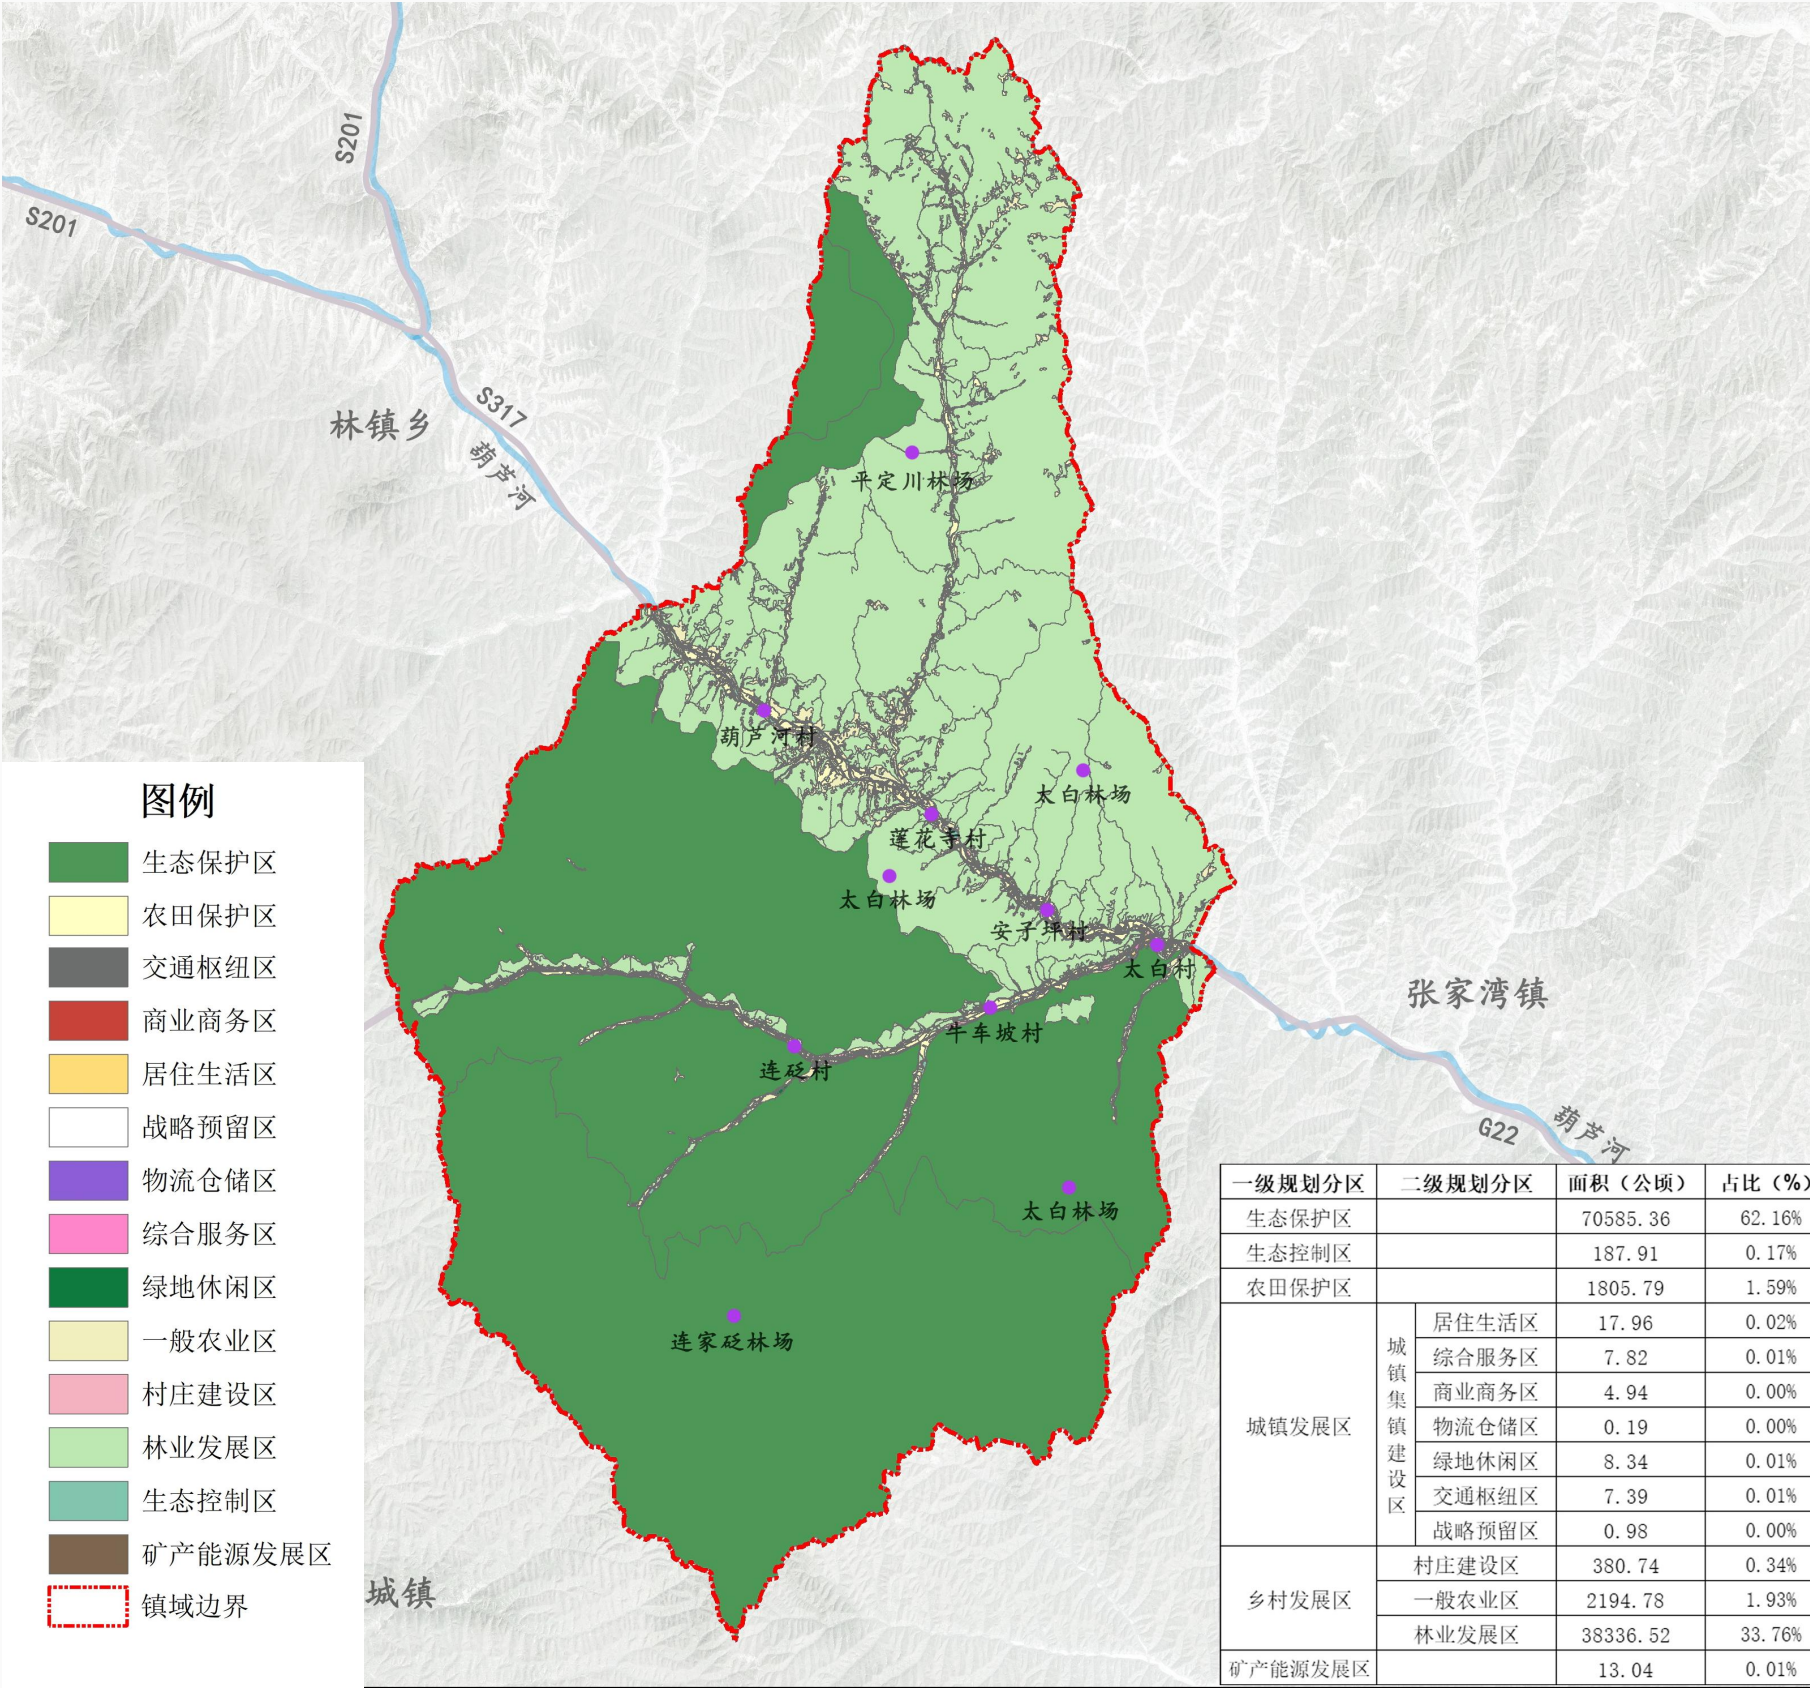 S201
S201
S317
林镇乡
葫芦河
平定川林场
葫芦河村
太白林场
莲花寺村
太白林场
安子坪村
太白村
张家湾镇
牛车坡村
连砭村
G22
葫芦河
太白林场
连家砭林场
城镇
图例
生态保护区
农田保护区
交通枢纽区
商业商务区
居住生活区
战略预留区
物流仓储区
综合服务区
绿地休闲区
一般农业区
村庄建设区
林业发展区
生态控制区
矿产能源发展区
镇域边界
一级规划分区 二级规划分区 面积（公顷） 占比（%）
生态保护区 70585.36 62.16%
生态控制区 187.91 0.17%
农田保护区 1805.79 1.59%
城镇发展区 城镇集镇建设区 居住生活区 17.96 0.02%
综合服务区 7.82 0.01%
商业商务区 4.94 0.00%
物流仓储区 0.19 0.00%
绿地休闲区 8.34 0.01%
交通枢纽区 7.39 0.01%
战略预留区 0.98 0.00%
乡村发展区 村庄建设区 380.74 0.34%
一般农业区 2194.78 1.93%
林业发展区 38336.52 33.76%
矿产能源发展区 13.04 0.01%